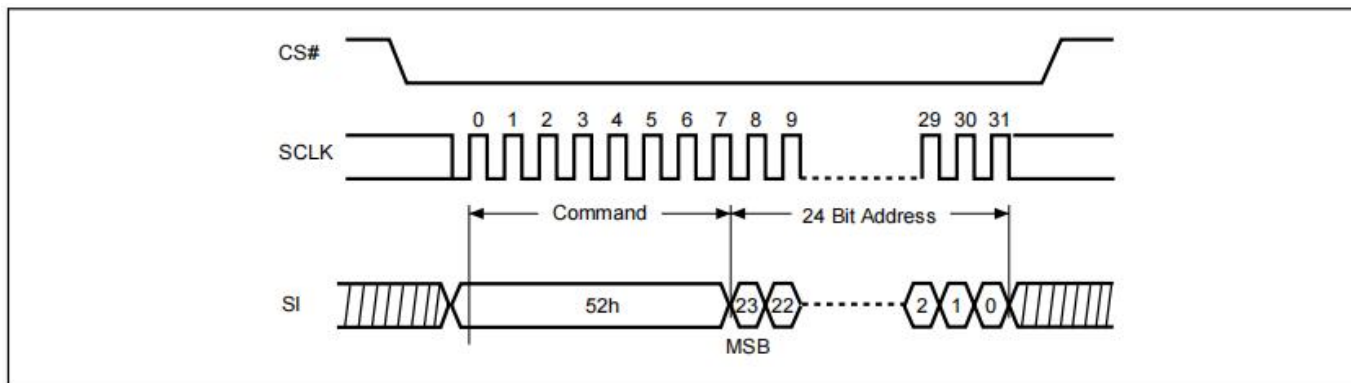 CS#
0 1 2 3 4 5 6 7 8 9 29 30 31
SCLK
Command 24 Bit Address
SI 52h 23 22 2 1 0
MSB